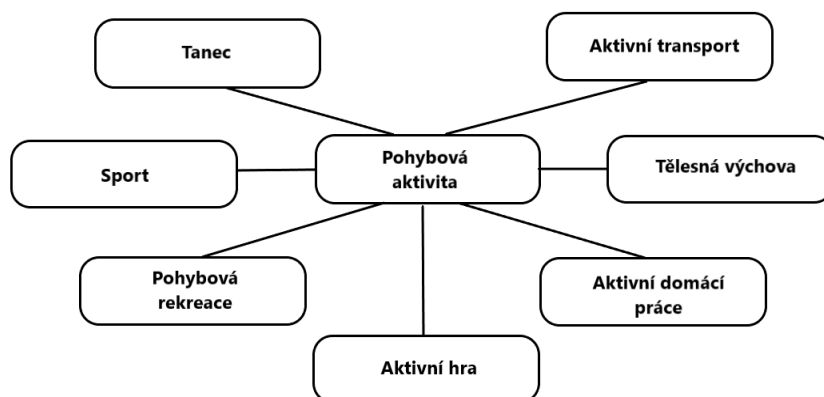 Tanec
Aktivní transport
Sport
Pohybová
aktivita
Tělesná výchova
Pohybová
rekreace
Aktivní domácí
práce
Aktivní hra